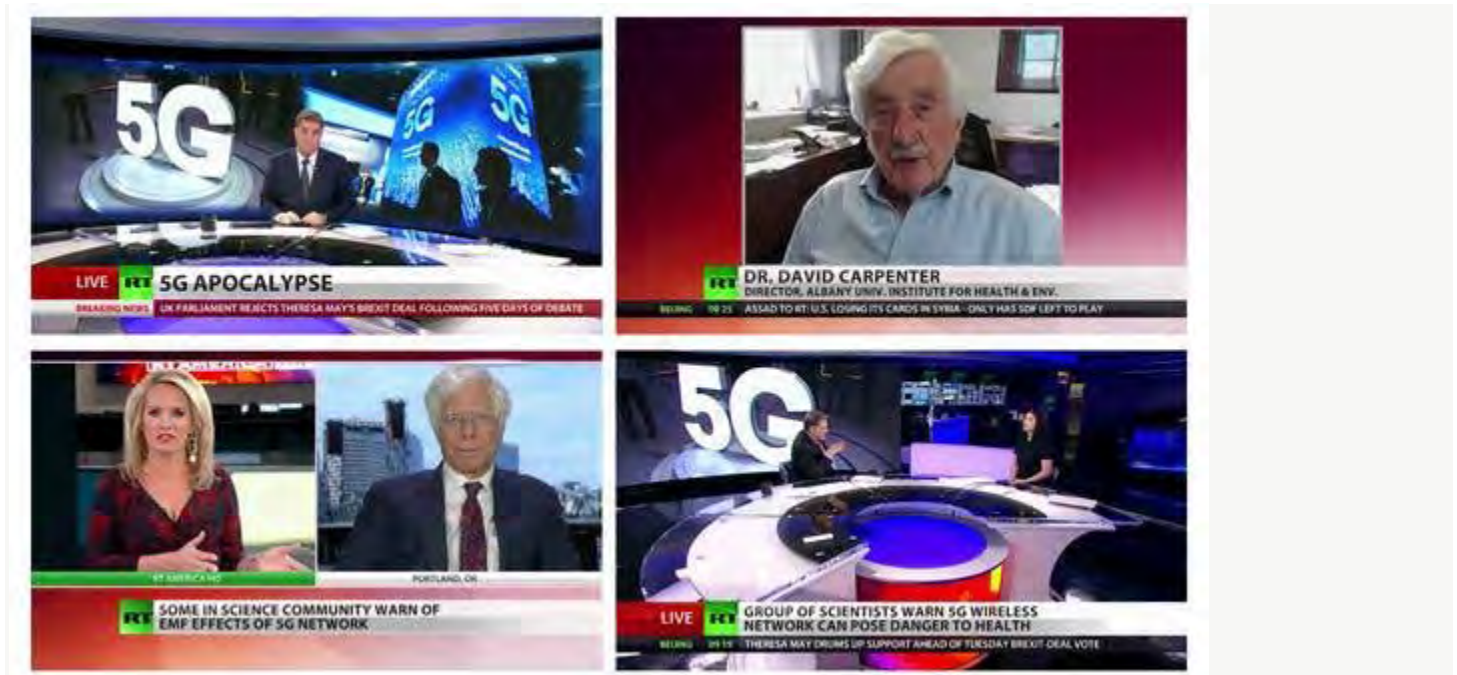 5G
5G
5G
LIVE RT 5G APOCALYPSE
BREAKING NEWS UK PARLIAMENT REJECTS THERESA MAY'S BREXIT DEAL FOLLOWING FIVE DAYS OF DEBATE
RT DR. DAVID CARPENTER
DIRECTOR, ALBANY UNIV. INSTITUTE FOR HEALTH & ENV.
BEIJING 08 25 ASSAD TO RT: U.S. LOSING ITS CARDS IN SYRIA - ONLY HAS SDF LEFT TO PLAY
RT AMERICA HQ
PORTLAND, OR
RT SOME IN SCIENCE COMMUNITY WARN OF
EMF EFFECTS OF 5G NETWORK
5G
LIVE RT GROUP OF SCIENTISTS WARN 5G WIRELESS
NETWORK CAN POSE DANGER TO HEALTH
BEIJING 09 19 THERESA MAY DRUMS UP SUPPORT AHEAD OF TUESDAY BREXIT-DEAL VOTE